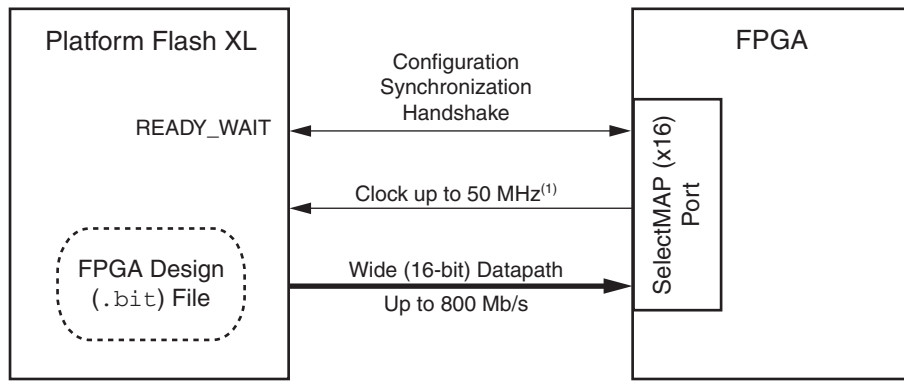 Platform Flash XL
FPGA
Configuration
Synchronization
Handshake
READY_WAIT
SelectMAP (x16)
Port
Clock up to 50 MHz(1)
FPGA Design
(.bit) File
Wide (16-bit) Datapath
Up to 800 Mb/s